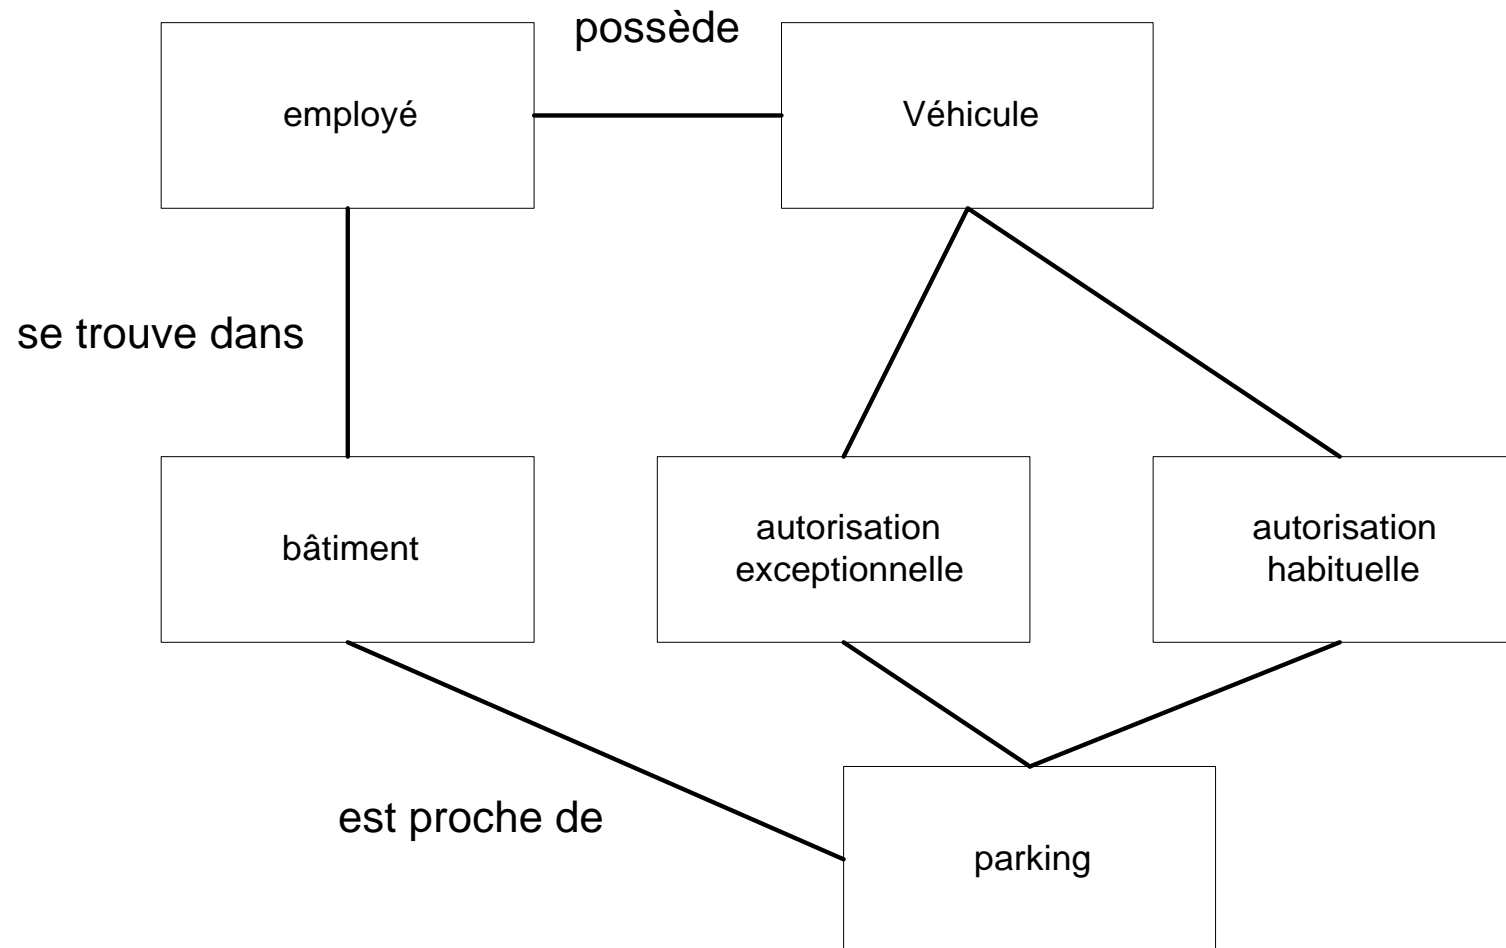 possède
employé
Véhicule
se trouve dans
bâtiment
autorisation
exceptionnelle
autorisation
habituelle
est proche de
parking